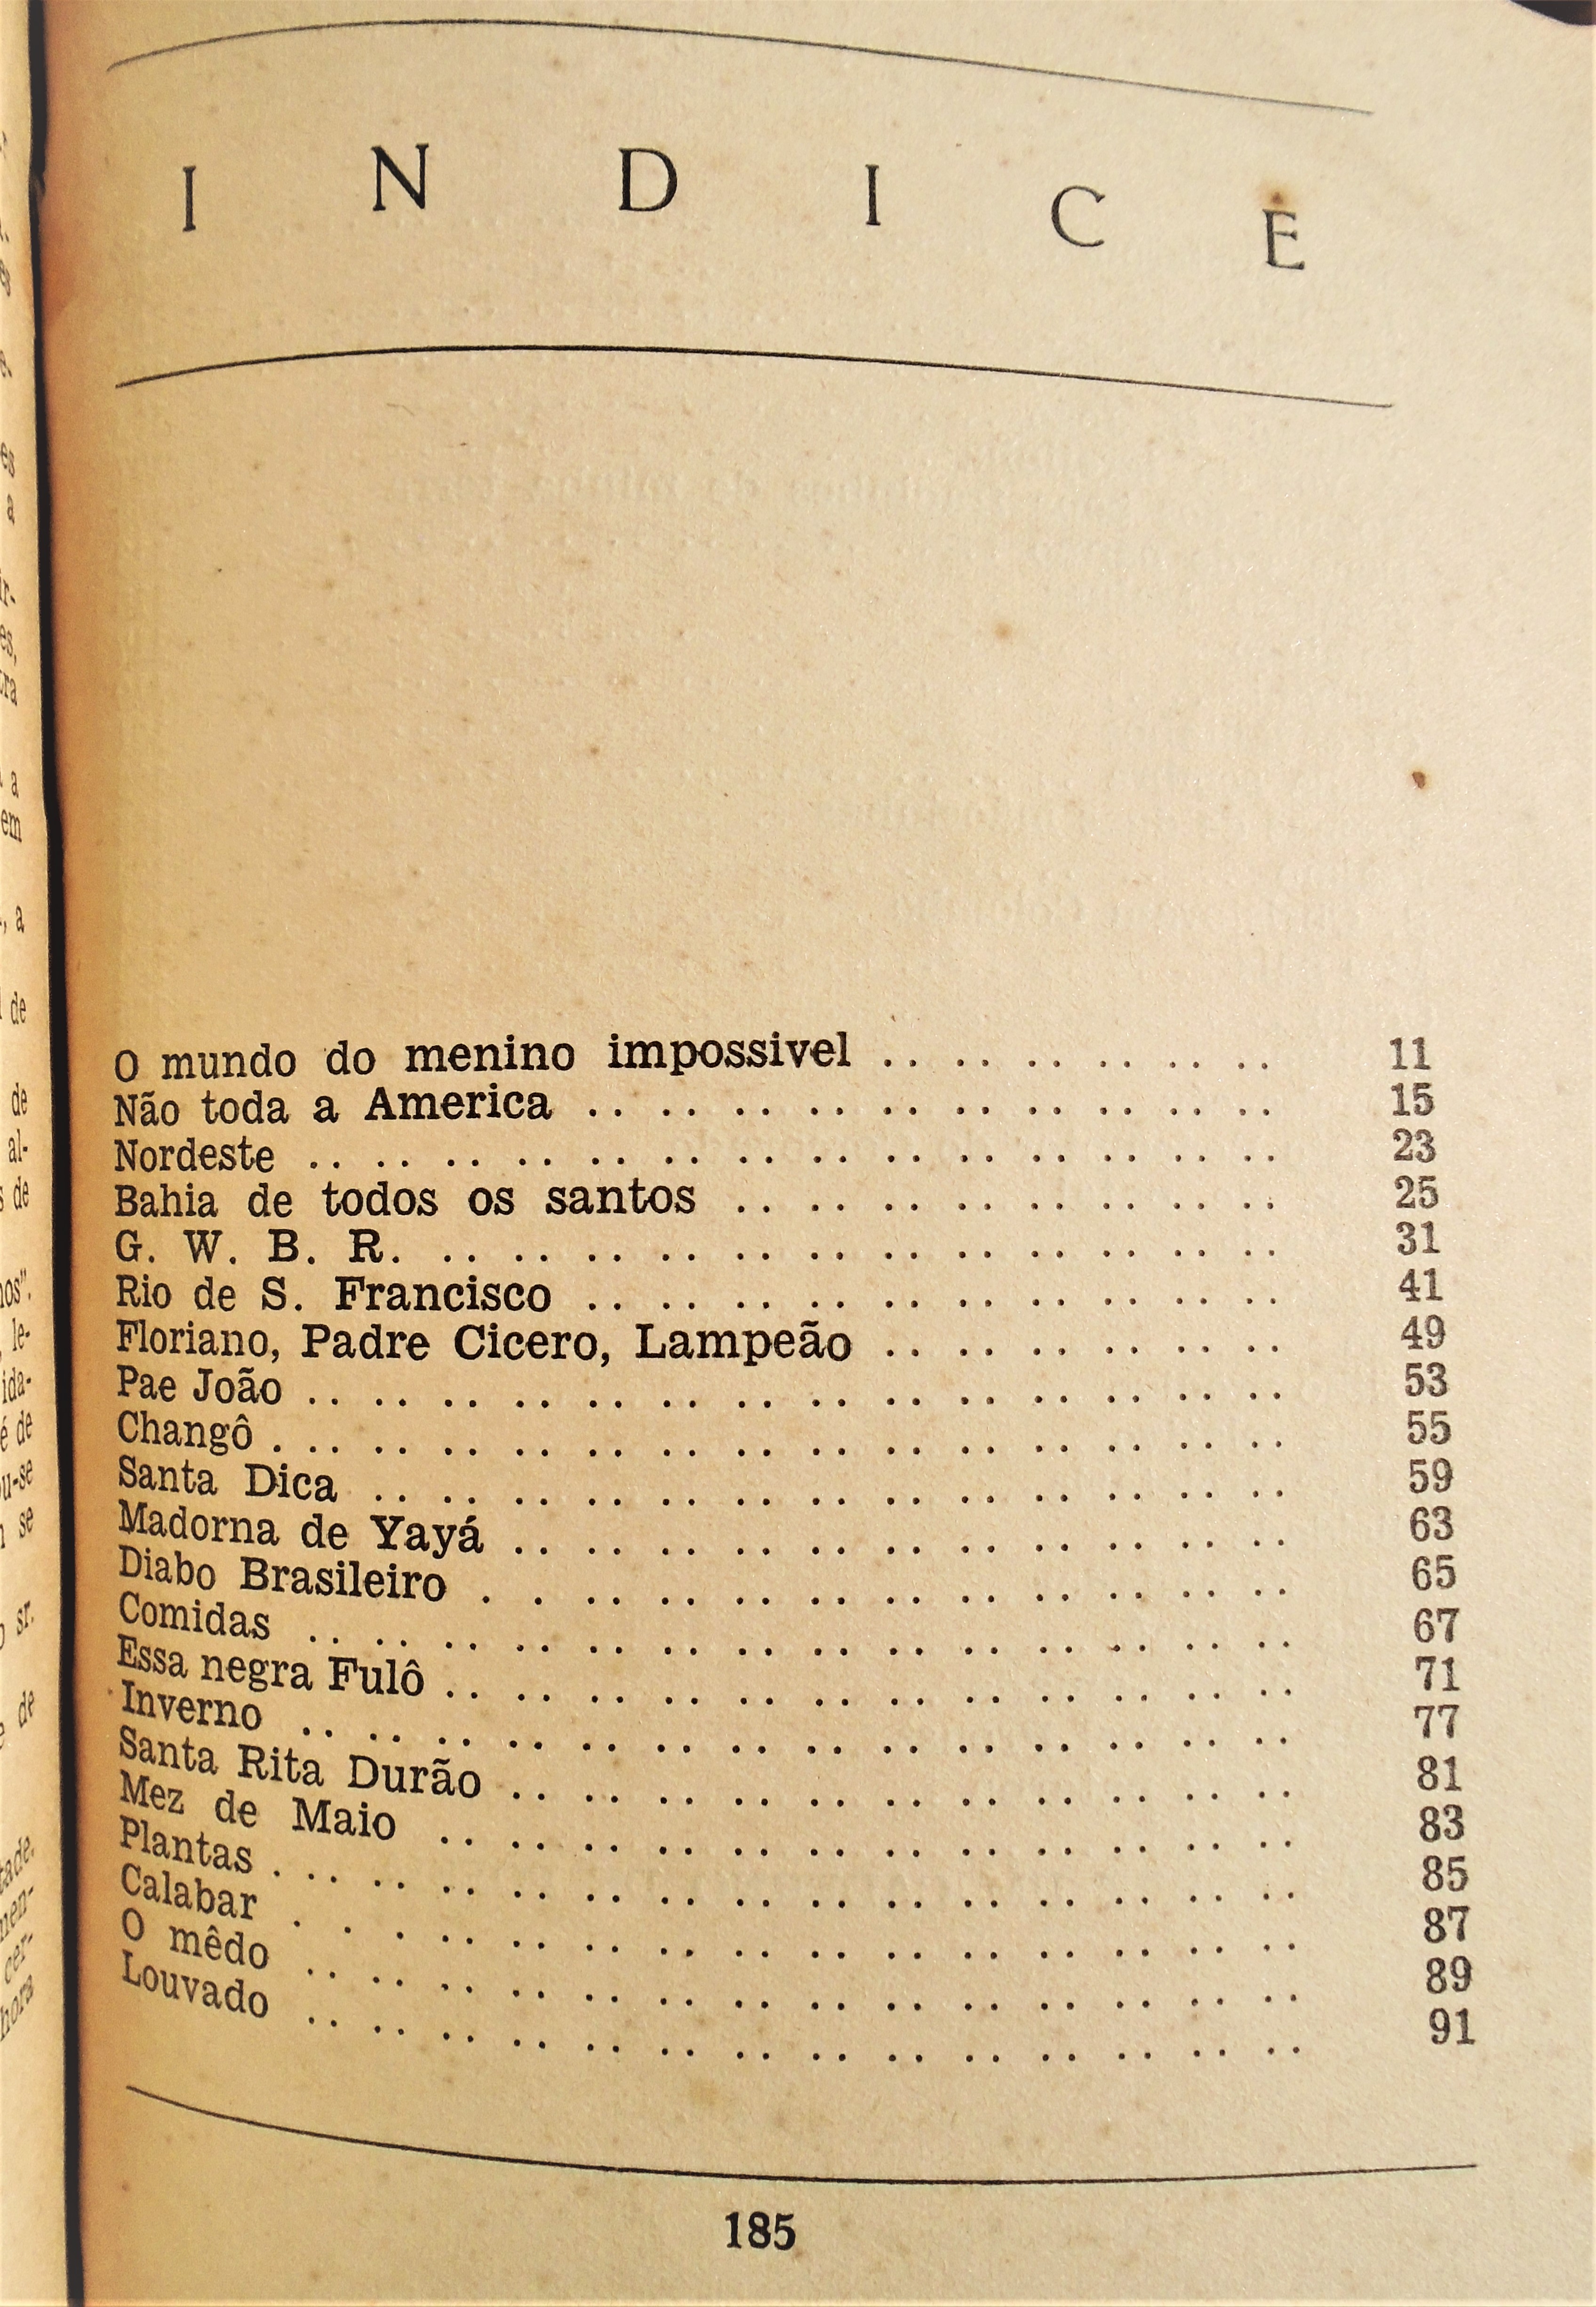 INDICE
O mundo do menino impossivel .. .. .. .. .. .. 11
Não toda a America .. .. .. .. .. .. .. .. .. .. 15
Nordeste .. .. .. .. .. .. .. .. .. .. .. .. .. .. 23
Bahia de todos os santos .. .. .. .. .. .. .. .. 25
G. W. B. R. .. .. .. .. .. .. .. .. .. .. .. .. 31
Rio de S. Francisco .. .. .. .. .. .. .. .. .. .. 41
Floriano, Padre Cicero, Lampeão .. .. .. .. .. .. 49
Pae João .. .. .. .. .. .. .. .. .. .. .. .. .. .. 53
Changô . .. .. .. .. .. .. .. .. .. .. .. .. .. .. 55
Santa Dica .. .. .. .. .. .. .. .. .. .. .. .. .. 59
Madorna de Yayá .. .. .. .. .. .. .. .. .. .. .. 63
Diabo Brasileiro . . .. .. .. .. .. .. .. .. .. .. 65
Comidas .. .. .. .. .. .. .. .. .. .. .. .. .. .. 67
Essa negra Fulô .. .. .. .. .. .. .. .. .. .. .. .. 71
Inverno .. .. .. .. .. .. .. .. .. .. .. .. .. .. 77
Santa Rita Durão .. .. .. .. .. .. .. .. .. .. .. 81
Mez de Maio .. .. .. .. .. .. .. .. .. .. .. .. 83
Plantas . .. .. .. .. .. .. .. .. .. .. .. .. .. .. 85
Calabar . . . .. .. .. .. .. .. .. .. .. .. .. .. 87
O mêdo .. .. .. .. .. .. .. .. .. .. .. .. .. .. 89
Louvado .. .. .. .. .. .. .. .. .. .. .. .. .. .. 91
185